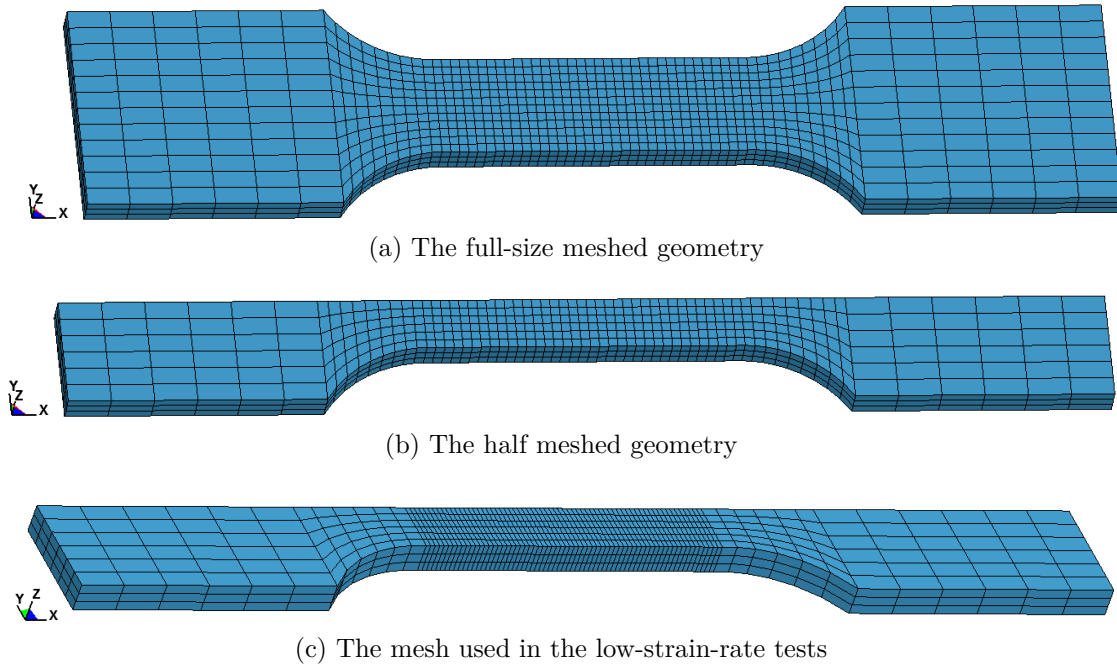 Y
Z
X
(a) The full-size meshed geometry
Y
Z
X
(b) The half meshed geometry
Y
Z
X
(c) The mesh used in the low-strain-rate tests